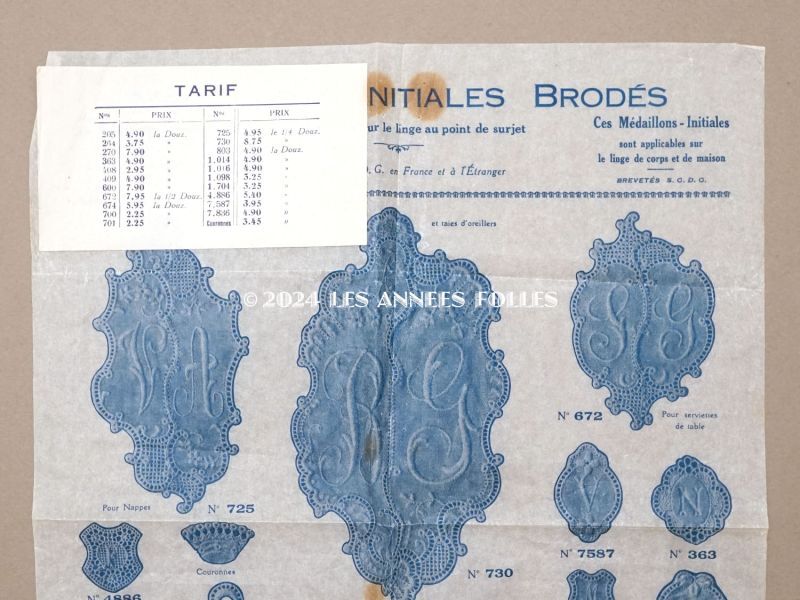 TARIF
Nos PRIX Nos PRIX
205 4.90 la Douz. 725 4.95 le 1/4 Douz.
264 3.75 " 730 8.75 "
270 7.90 " 803 4.90 la Douz.
363 4.90 " 1.014 4.90 "
408 2.95 " 1.046 4.90 "
409 4.90 " 1.098 3.25 "
600 7.90 " 1.704 3.25 "
672 7,95 la 1/2 Douz. 4.886 5.40 "
674 5.95 la Douz. 7.587 3.95 "
700 2.25 " 7.836 4.90 "
701 2.25 " Couronnes 3.45 "
NITIALES BRODÉS
ur le linge au point de surjet
G. en France et à l'Étranger
Ces Médaillons-Initiales
sont applicables sur
le linge de corps et de maison
BREVETÉS S. G. D. G.
et taies d'oreillers
© 2024 LES ANNEES FOLLES
V A
B G
G G
N° 672
Pour serviettes
de table
Pour Nappes
N° 725
V
N
N° 7587
N° 363
Couronnes
N° 730
N° 4886